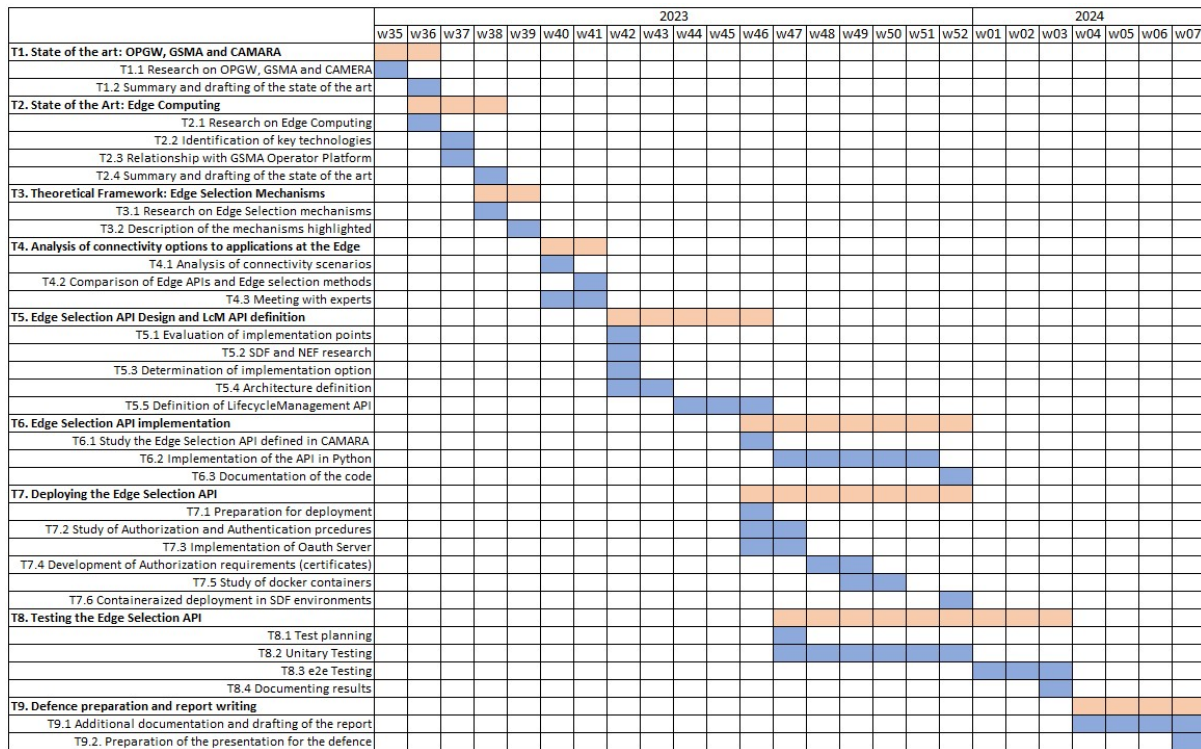 2023 2024
w35 w36 w37 w38 w39 w40 w41 w42 w43 w44 w45 w46 w47 w48 w49 w50 w51 w52 w01 w02 w03 w04 w05 w06 w07
T1. State of the art: OPGW, GSMA and CAMARA
T1.1 Research on OPGW, GSMA and CAMERA
T1.2 Summary and drafting of the state of the art
T2. State of the Art: Edge Computing
T2.1 Research on Edge Computing
T2.2 Identification of key technologies
T2.3 Relationship with GSMA Operator Platform
T2.4 Summary and drafting of the state of the art
T3. Theoretical Framework: Edge Selection Mechanisms
T3.1 Research on Edge Selection mechanisms
T3.2 Description of the mechanisms highlighted
T4. Analysis of connectivity options to applications at the Edge
T4.1 Analysis of connectivity scenarios
T4.2 Comparison of Edge APIs and Edge selection methods
T4.3 Meeting with experts
T5. Edge Selection API Design and LcM API definition
T5.1 Evaluation of implementation points
T5.2 SDF and NEF research
T5.3 Determination of implementation option
T5.4 Architecture definition
T5.5 Definition of LifecycleManagement API
T6. Edge Selection API implementation
T6.1 Study the Edge Selection API defined in CAMARA
T6.2 Implementation of the API in Python
T6.3 Documentation of the code
T7. Deploying the Edge Selection API
T7.1 Preparation for deployment
T7.2 Study of Authorization and Authentication prcedures
T7.3 Implementation of Oauth Server
T7.4 Development of Authorization requirements (certificates)
T7.5 Study of docker containers
T7.6 Containeraized deployment in SDF environments
T8. Testing the Edge Selection API
T8.1 Test planning
T8.2 Unitary Testing
T8.3 e2e Testing
T8.4 Documenting results
T9. Defence preparation and report writing
T9.1 Additional documentation and drafting of the report
T9.2. Preparation of the presentation for the defence